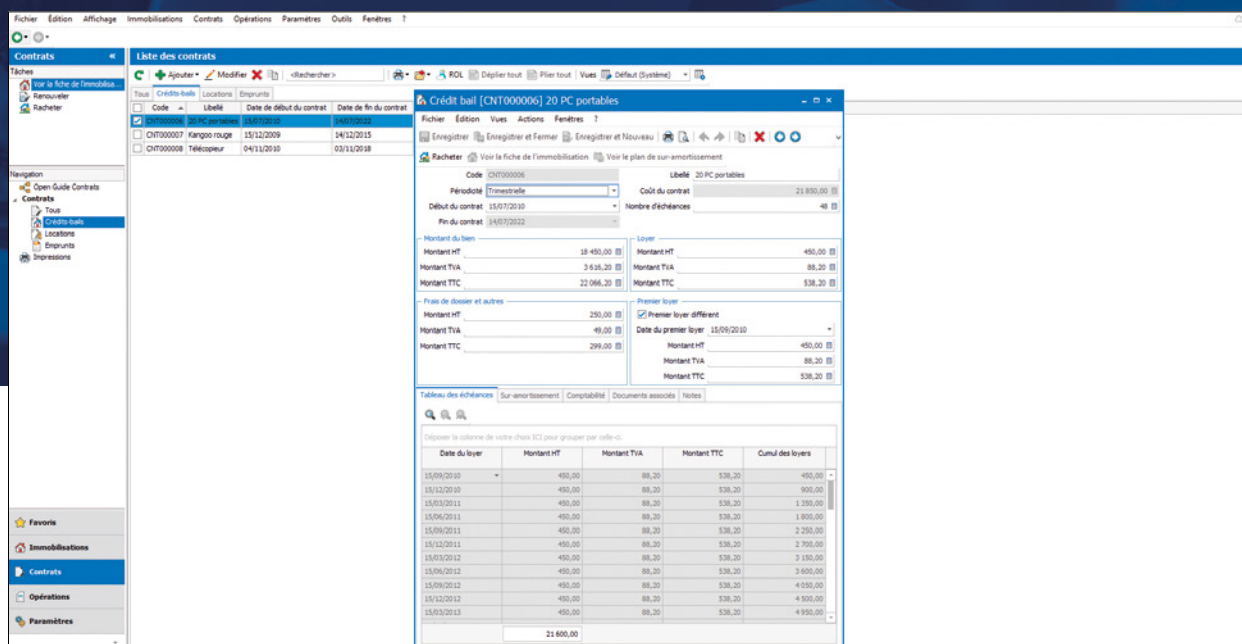 Fichier Édition Affichage Immobilisations Contrats Opérations Paramètres Outils Fenêtres ?
Contrats «
Tâches
Voir la fiche de l'immobilisa...
Renouveler
Racheter
Navigation
Open Guide Contrats
Contrats
Tous
Crédits-bails
Locations
Emprunts
Impressions
Favoris
Immobilisations
Contrats
Opérations
Paramètres
Liste des contrats
Ajouter Modifier <Rechercher> ROL Déplier tout Plier tout Vues Défaut (Système)
Tous Crédits-bails Locations Emprunts
Code Libellé Date de début du contrat Date de fin du contrat
CNT000006 20 PC portables 15/07/2010 14/07/2022
CNT000007 Kangoo rouge 15/12/2009 14/12/2015
CNT000008 Télécopieur 04/11/2010 03/11/2018
Crédit bail [CNT000006] 20 PC portables
Fichier Édition Vues Actions Fenêtres ?
Enregistrer Enregistrer et Fermer Enregistrer et Nouveau
Racheter Voir la fiche de l'immobilisation Voir le plan de sur-amortissement
Code CNT000006 Libellé 20 PC portables
Périodicité Trimestrielle Coût du contrat 21 850,00
Début du contrat 15/07/2010 Nombre d'échéances 48
Fin du contrat 14/07/2022
Montant du bien
Montant HT 18 450,00
Montant TVA 3 616,20
Montant TTC 22 066,20
Loyer
Montant HT 450,00
Montant TVA 88,20
Montant TTC 538,20
Frais de dossier et autres
Montant HT 250,00
Montant TVA 49,00
Montant TTC 299,00
Premier loyer
Premier loyer différent
Date du premier loyer 15/09/2010
Montant HT 450,00
Montant TVA 88,20
Montant TTC 538,20
Tableau des échéances Sur-amortissement Comptabilité Documents associés Notes
Déposer la colonne de votre choix ICI pour grouper par celle-ci.
Date du loyer Montant HT Montant TVA Montant TTC Cumul des loyers
15/09/2010 450,00 88,20 538,20 450,00
15/12/2010 450,00 88,20 538,20 900,00
15/03/2011 450,00 88,20 538,20 1 350,00
15/06/2011 450,00 88,20 538,20 1 800,00
15/09/2011 450,00 88,20 538,20 2 250,00
15/12/2011 450,00 88,20 538,20 2 700,00
15/03/2012 450,00 88,20 538,20 3 150,00
15/06/2012 450,00 88,20 538,20 3 600,00
15/09/2012 450,00 88,20 538,20 4 050,00
15/12/2012 450,00 88,20 538,20 4 500,00
15/03/2013 450,00 88,20 538,20 4 950,00
21 600,00